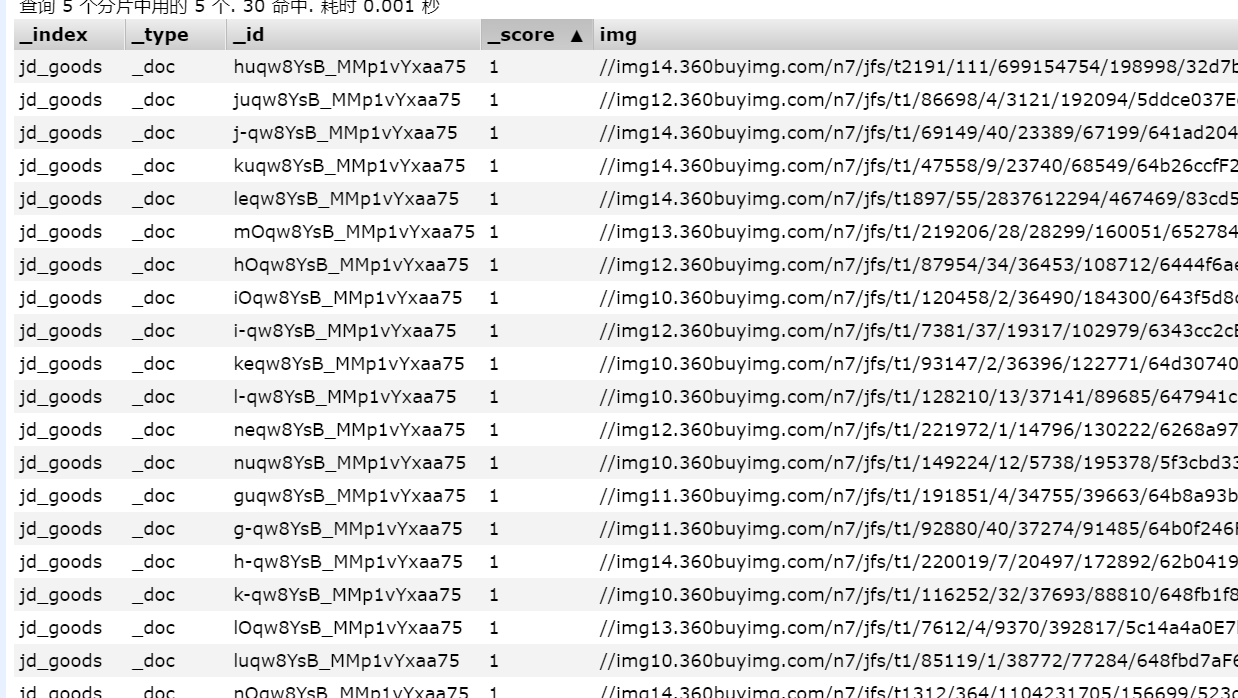 查询 5 个分片中用的 5 个. 30 命中. 耗时 0.001 秒
_index _type _id _score ▲ img
jd_goods _doc huqw8YsB_MMp1vYxaa75 1 //img14.360buyimg.com/n7/jfs/t2191/111/699154754/198998/32d7b
jd_goods _doc juqw8YsB_MMp1vYxaa75 1 //img12.360buyimg.com/n7/jfs/t1/86698/4/3121/192094/5ddce037E
jd_goods _doc j-qw8YsB_MMp1vYxaa75 1 //img14.360buyimg.com/n7/jfs/t1/69149/40/23389/67199/641ad204
jd_goods _doc kuqw8YsB_MMp1vYxaa75 1 //img14.360buyimg.com/n7/jfs/t1/47558/9/23740/68549/64b26ccfF2
jd_goods _doc leqw8YsB_MMp1vYxaa75 1 //img14.360buyimg.com/n7/jfs/t1897/55/2837612294/467469/83cd5
jd_goods _doc mOqw8YsB_MMp1vYxaa75 1 //img13.360buyimg.com/n7/jfs/t1/219206/28/28299/160051/652784
jd_goods _doc hOqw8YsB_MMp1vYxaa75 1 //img12.360buyimg.com/n7/jfs/t1/87954/34/36453/108712/6444f6ae
jd_goods _doc iOqw8YsB_MMp1vYxaa75 1 //img10.360buyimg.com/n7/jfs/t1/120458/2/36490/184300/643f5d8c
jd_goods _doc i-qw8YsB_MMp1vYxaa75 1 //img12.360buyimg.com/n7/jfs/t1/7381/37/19317/102979/6343cc2cE
jd_goods _doc keqw8YsB_MMp1vYxaa75 1 //img10.360buyimg.com/n7/jfs/t1/93147/2/36396/122771/64d30740
jd_goods _doc l-qw8YsB_MMp1vYxaa75 1 //img10.360buyimg.com/n7/jfs/t1/128210/13/37141/89685/647941c
jd_goods _doc neqw8YsB_MMp1vYxaa75 1 //img12.360buyimg.com/n7/jfs/t1/221972/1/14796/130222/6268a97
jd_goods _doc nuqw8YsB_MMp1vYxaa75 1 //img10.360buyimg.com/n7/jfs/t1/149224/12/5738/195378/5f3cbd33
jd_goods _doc guqw8YsB_MMp1vYxaa75 1 //img11.360buyimg.com/n7/jfs/t1/191851/4/34755/39663/64b8a93b
jd_goods _doc g-qw8YsB_MMp1vYxaa75 1 //img11.360buyimg.com/n7/jfs/t1/92880/40/37274/91485/64b0f246F
jd_goods _doc h-qw8YsB_MMp1vYxaa75 1 //img14.360buyimg.com/n7/jfs/t1/220019/7/20497/172892/62b0419
jd_goods _doc k-qw8YsB_MMp1vYxaa75 1 //img10.360buyimg.com/n7/jfs/t1/116252/32/37693/88810/648fb1f8
jd_goods _doc lOqw8YsB_MMp1vYxaa75 1 //img13.360buyimg.com/n7/jfs/t1/7612/4/9370/392817/5c14a4a0E7
jd_goods _doc luqw8YsB_MMp1vYxaa75 1 //img10.360buyimg.com/n7/jfs/t1/85119/1/38772/77284/648fbd7aF6
jd_goods _doc nOqw8YsB_MMp1vYxaa75 1 //img14.360buyimg.com/n7/jfs/t1312/364/1104231705/156699/523c